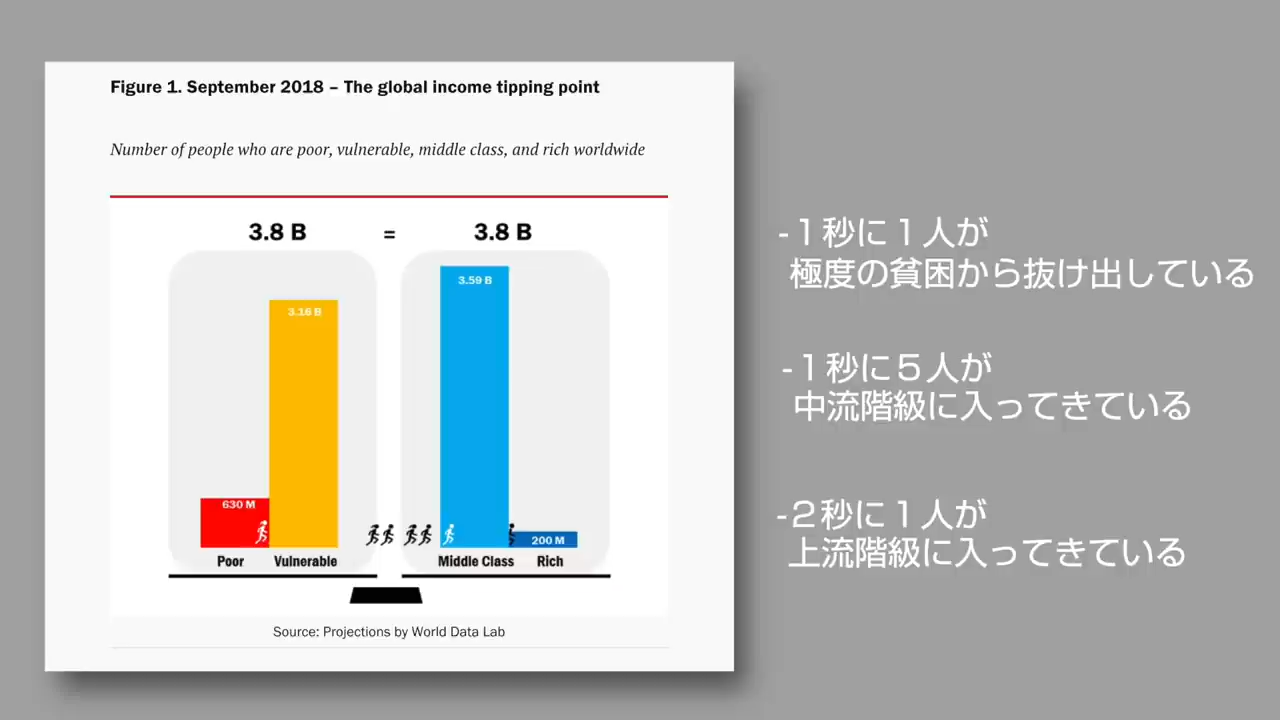 Figure 1. September 2018 – The global income tipping point
Number of people who are poor, vulnerable, middle class, and rich worldwide
3.8 B = 3.8 B
630 M
3.16 B
3.59 B
200 M
Poor Vulnerable Middle Class Rich
Source: Projections by World Data Lab
-１秒に１人が
極度の貧困から抜け出している
-１秒に５人が
中流階級に入ってきている
-２秒に１人が
上流階級に入ってきている